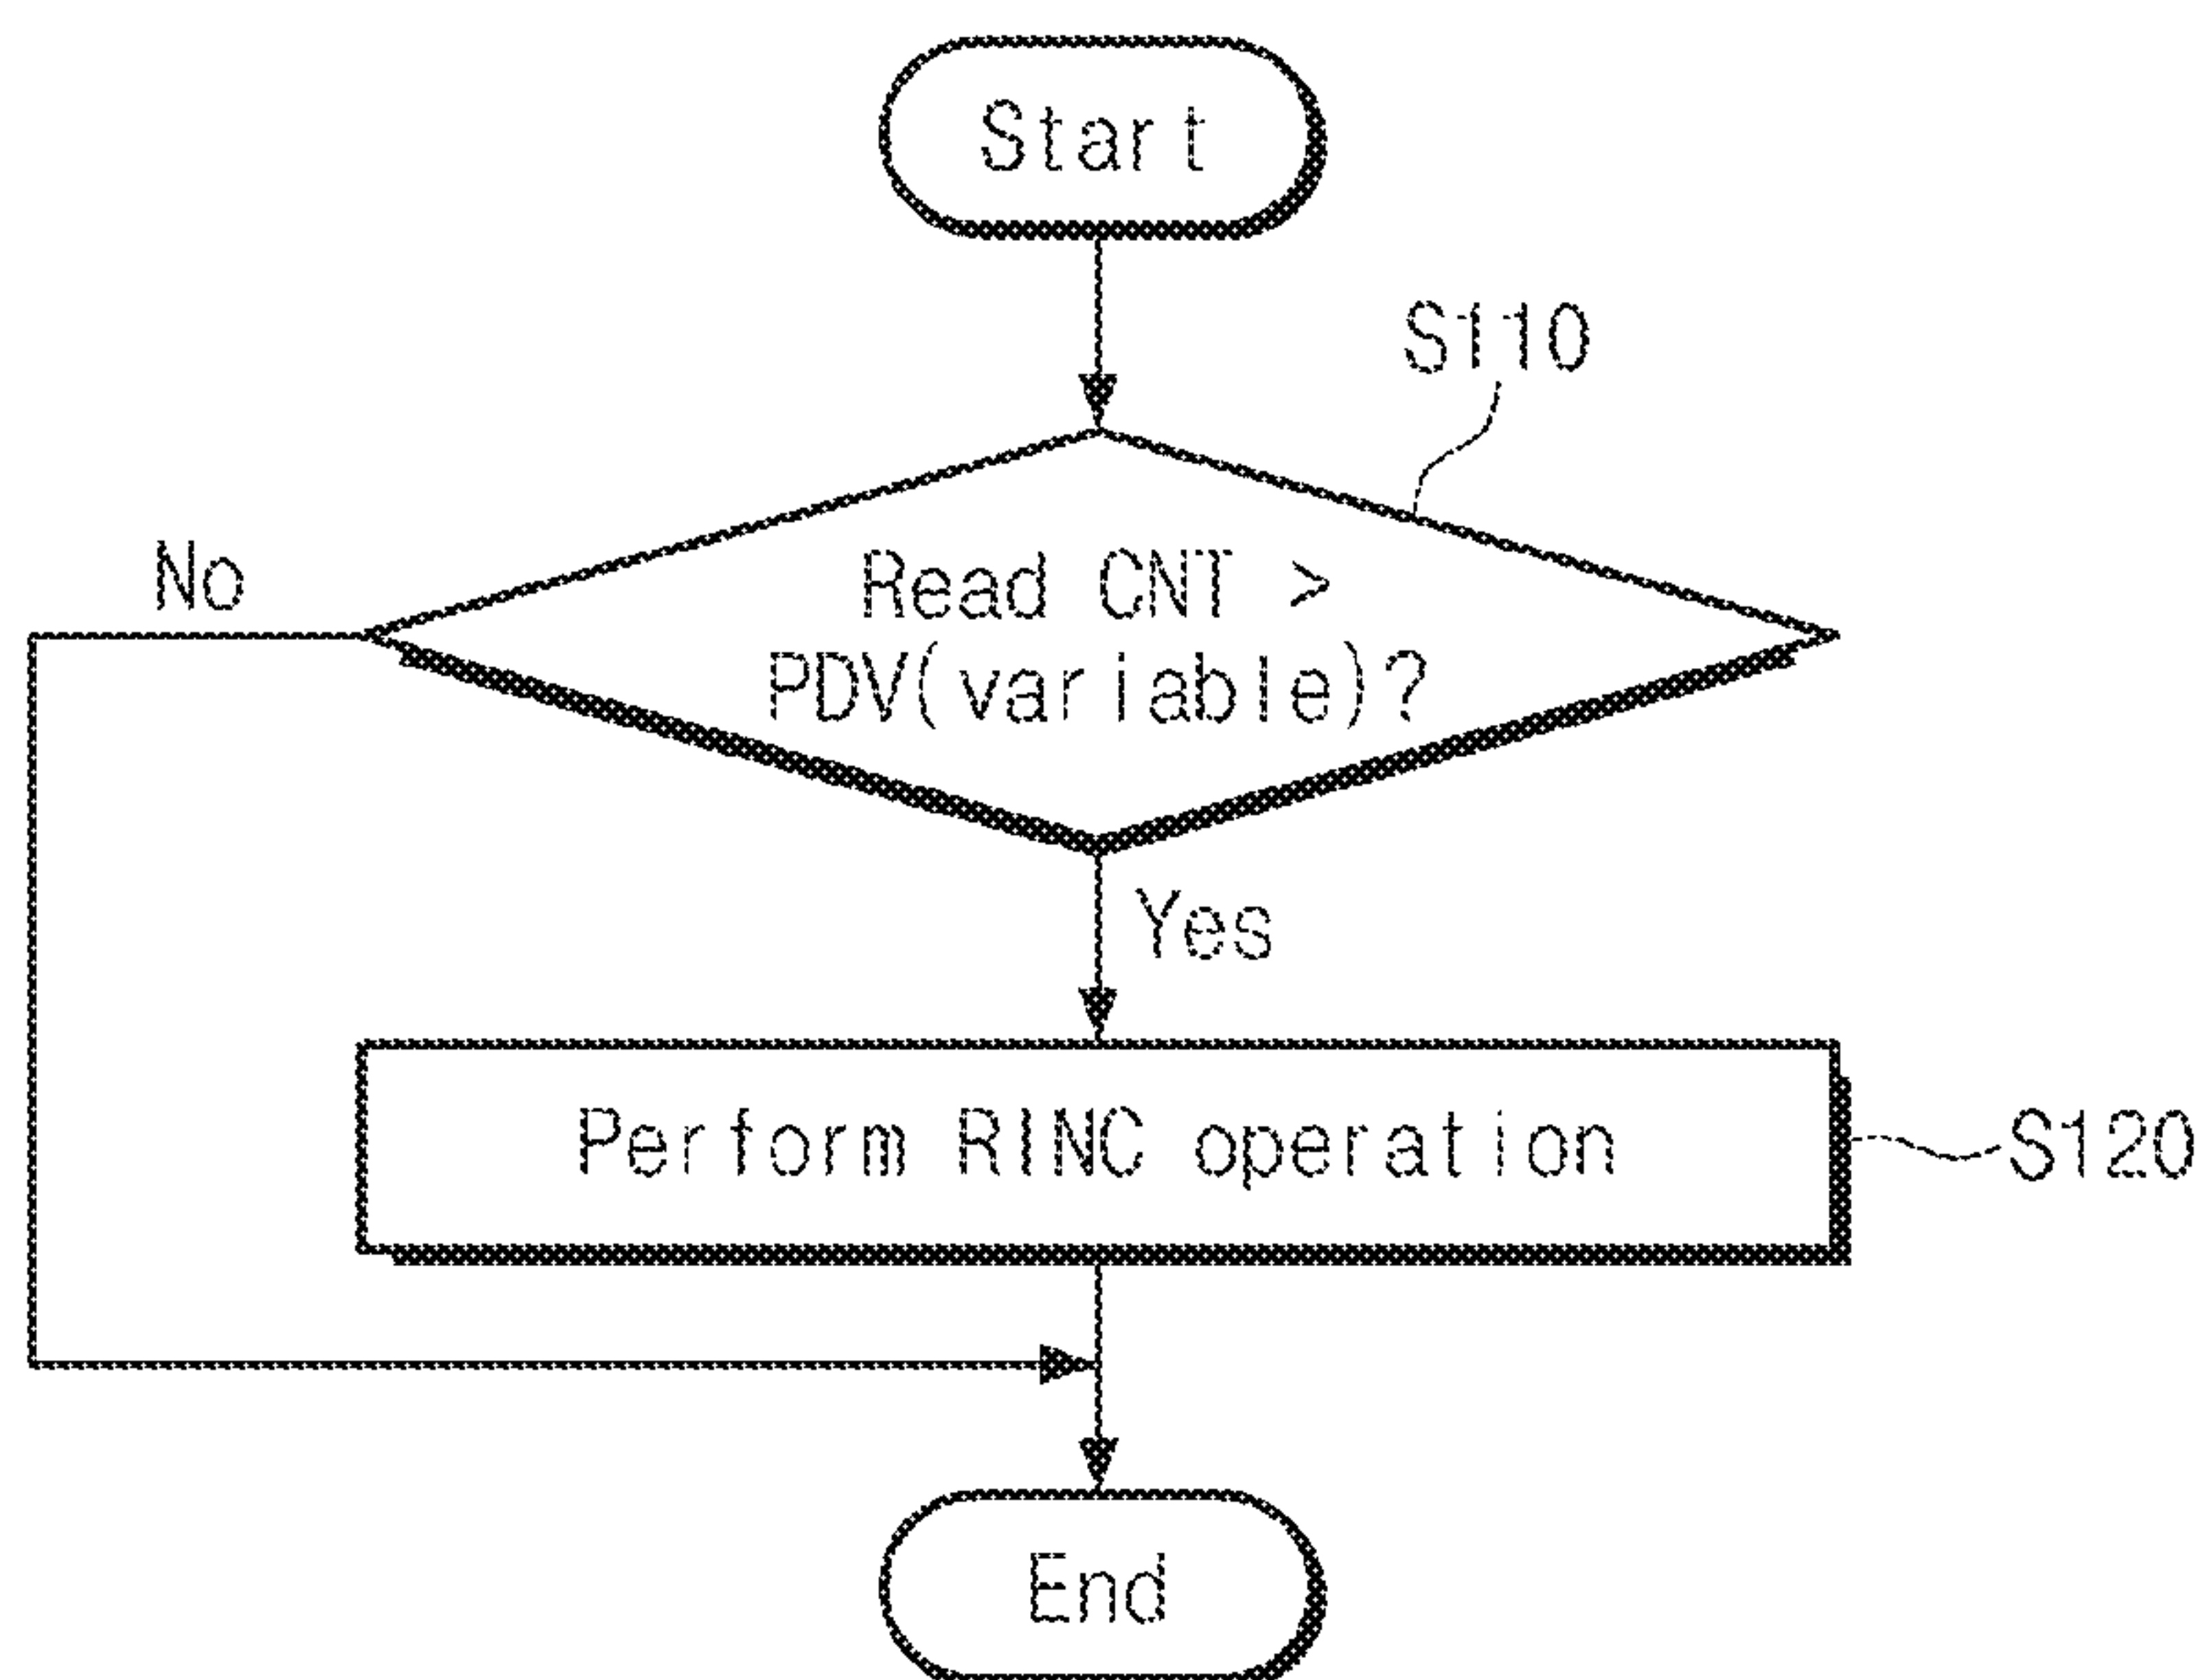 Start
S110
No
Read CNT >
PDV(variable)?
Yes
Perform RINC operation
S120
End